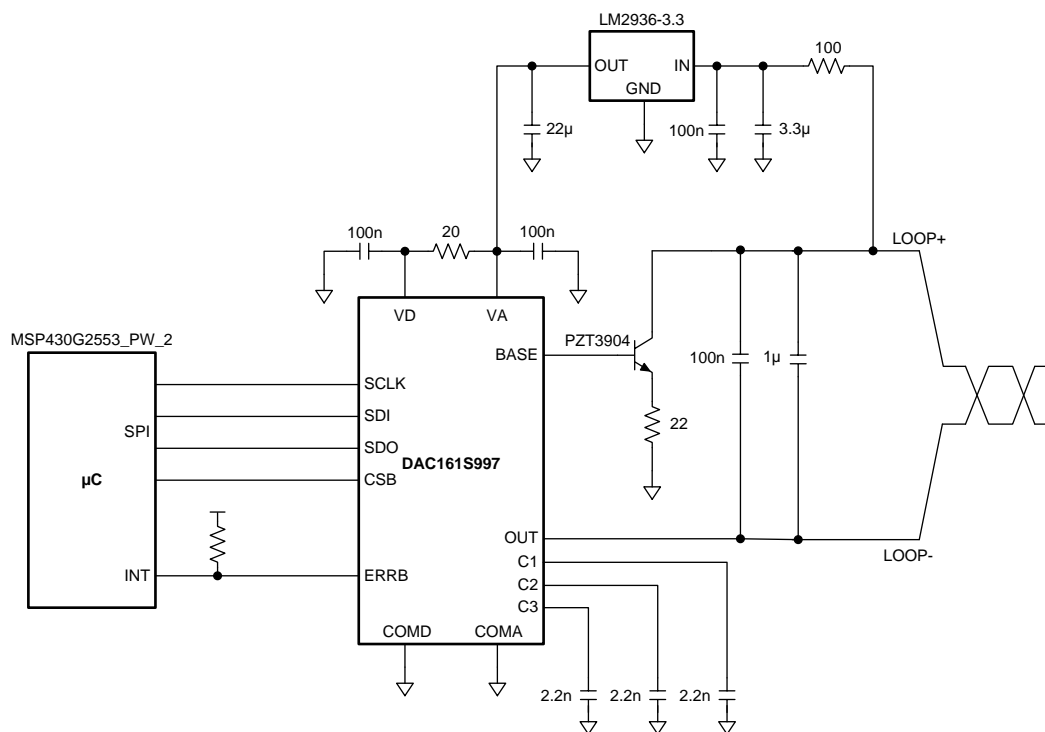 LM2936-3.3
OUT
IN
GND
100
22µ
100n
3.3µ
100n
20
100n
LOOP+
VD
VA
MSP430G2553_PW_2
BASE
PZT3904
100n
1µ
SCLK
SDI
SPI
SDO
22
DAC161S997
µC
CSB
OUT
LOOP-
C1
INT
ERRB
C2
C3
COMD
COMA
2.2n
2.2n
2.2n